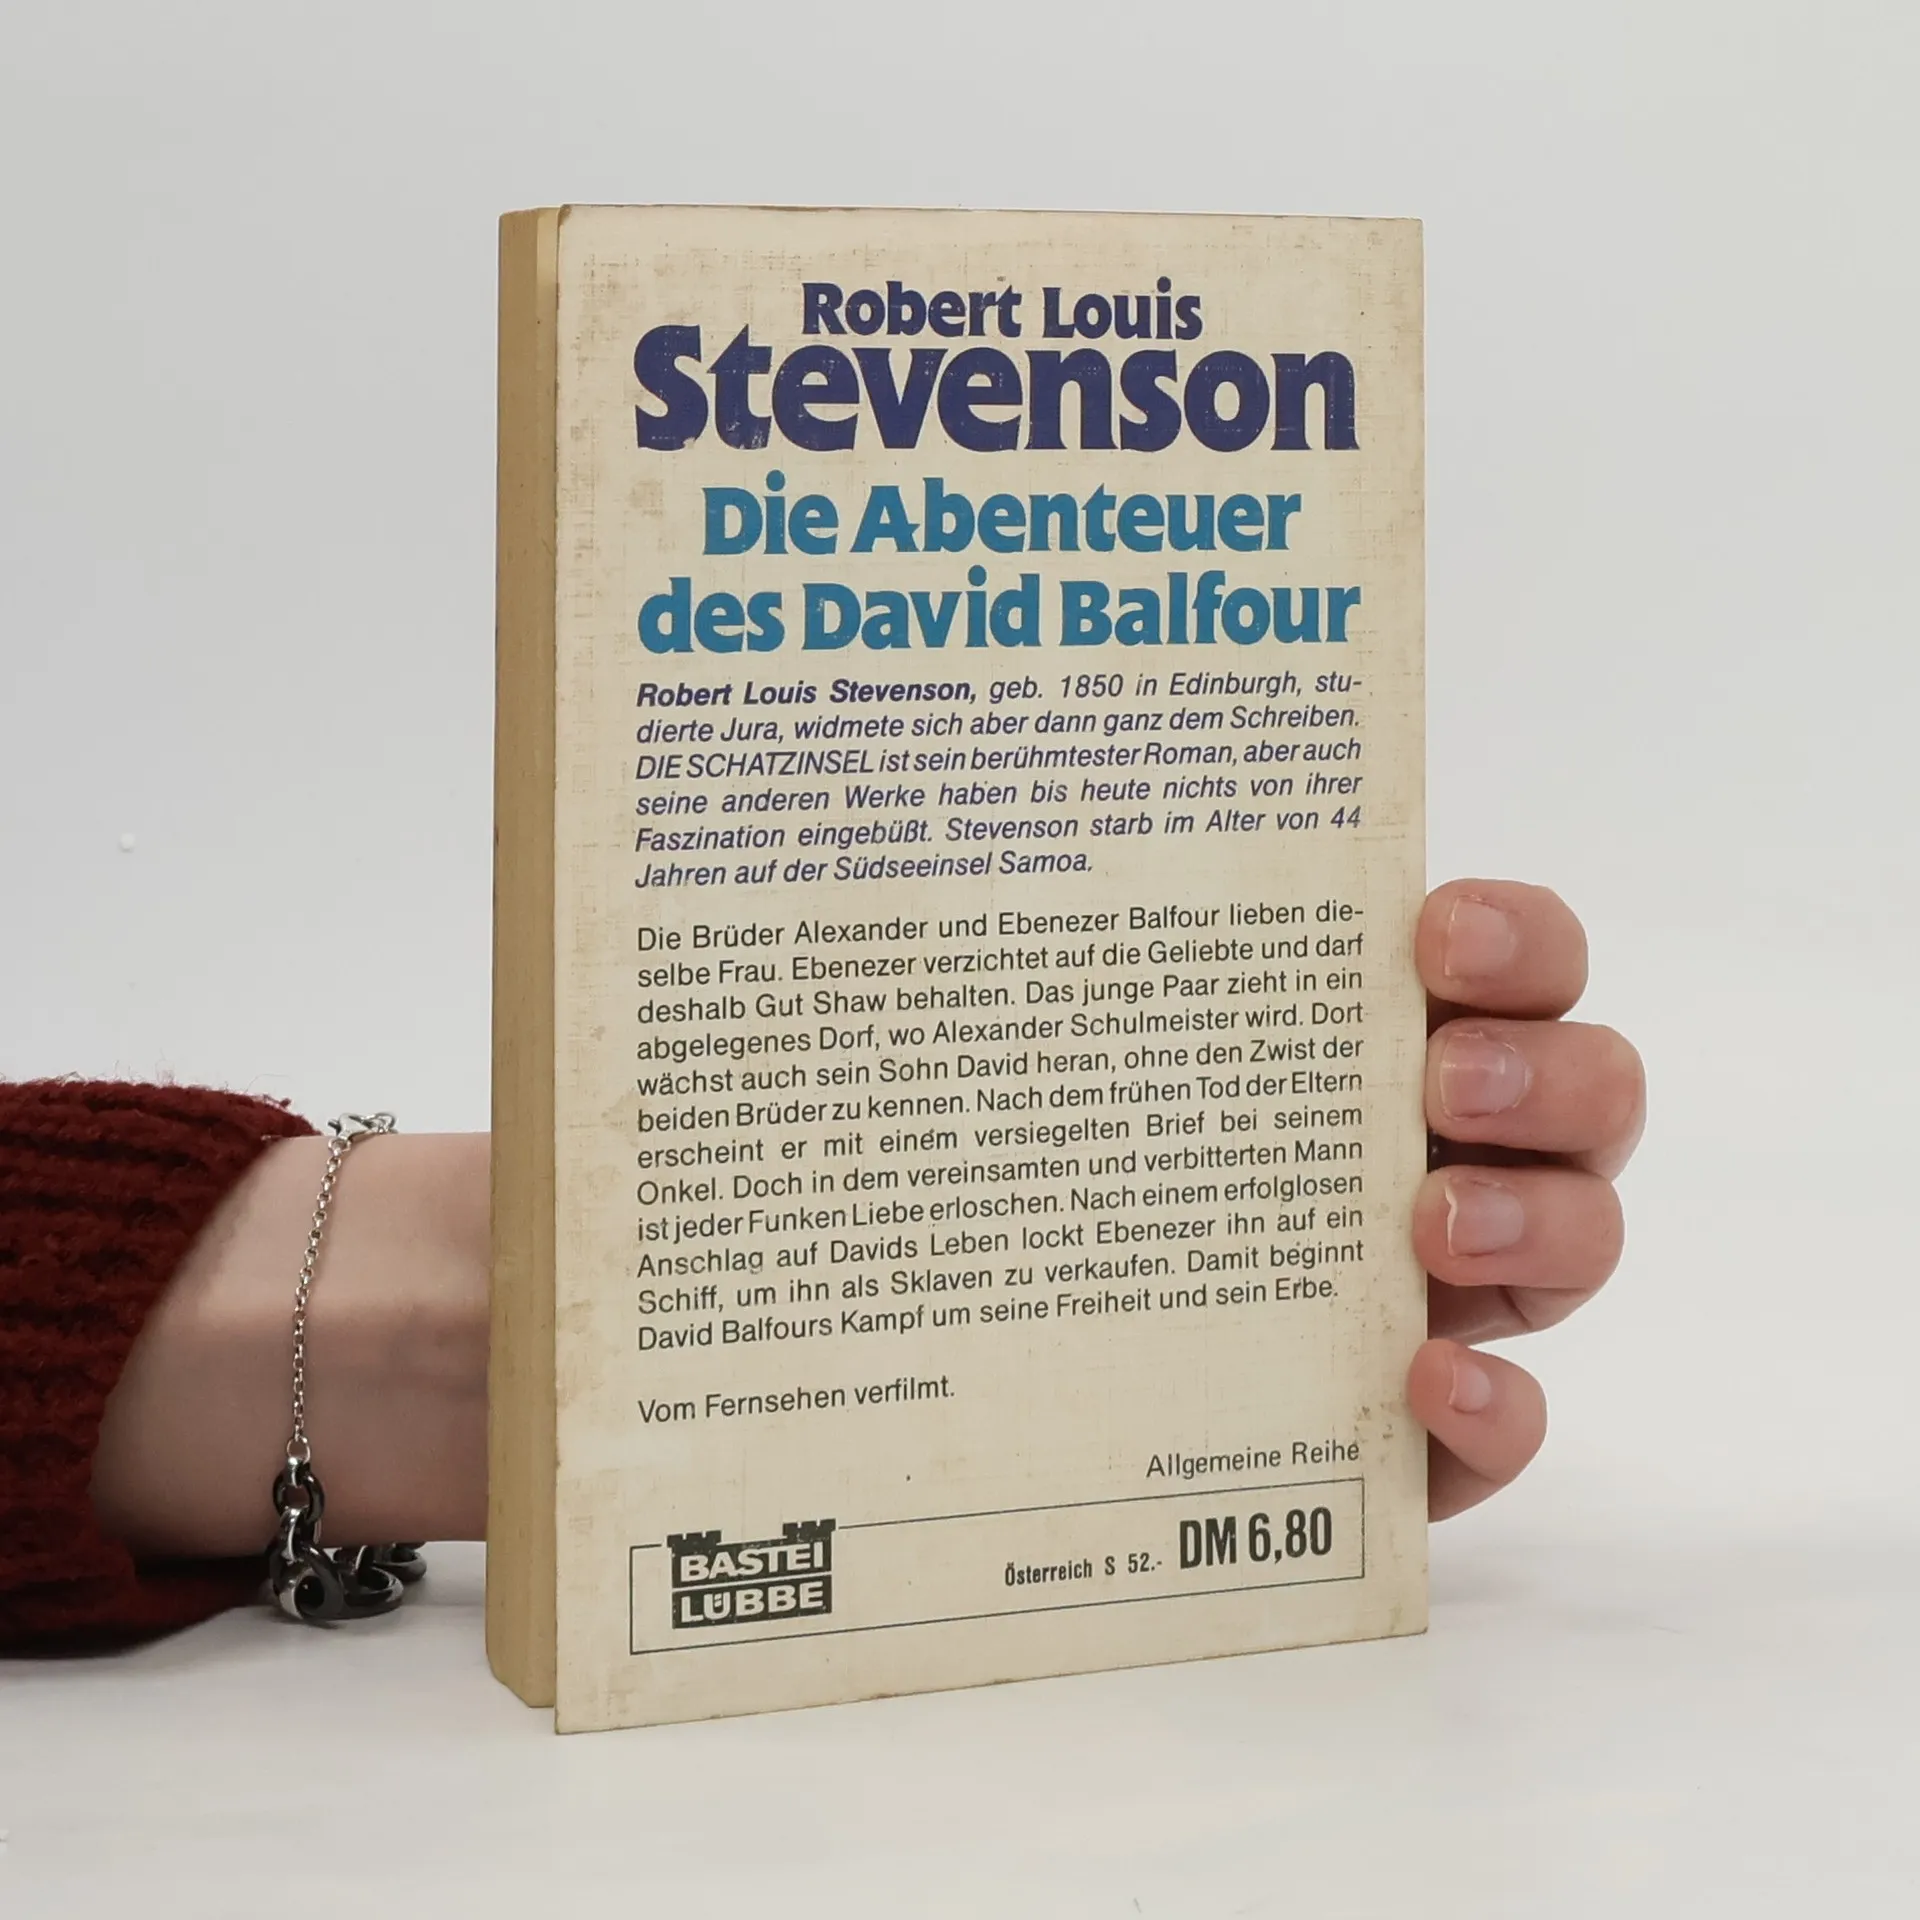 Robert Louis
Stevenson
Die Abenteuer
des David Balfour
Robert Louis Stevenson, geb. 1850 in Edinburgh, stu-
dierte Jura, widmete sich aber dann ganz dem Schreiben.
DIE SCHATZINSEL ist sein berühmtester Roman, aber auch
seine anderen Werke haben bis heute nichts von ihrer
Faszination eingebüßt. Stevenson starb im Alter von 44
Jahren auf der Südseeinsel Samoa.
Die Brüder Alexander und Ebenezer Balfour lieben die-
selbe Frau. Ebenezer verzichtet auf die Geliebte und darf
deshalb Gut Shaw behalten. Das junge Paar zieht in ein
abgelegenes Dorf, wo Alexander Schulmeister wird. Dort
wächst auch sein Sohn David heran, ohne den Zwist der
beiden Brüder zu kennen. Nach dem frühen Tod der Eltern
erscheint er mit einem versiegelten Brief bei seinem
Onkel. Doch in dem vereinsamten und verbitterten Mann
ist jeder Funken Liebe erloschen. Nach einem erfolglosen
Anschlag auf Davids Leben lockt Ebenezer ihn auf ein
Schiff, um ihn als Sklaven zu verkaufen. Damit beginnt
David Balfours Kampf um seine Freiheit und sein Erbe.
Vom Fernsehen verfilmt.
Allgemeine Reihe
BASTEI
LÜBBE
Österreich S 52.- DM 6,80